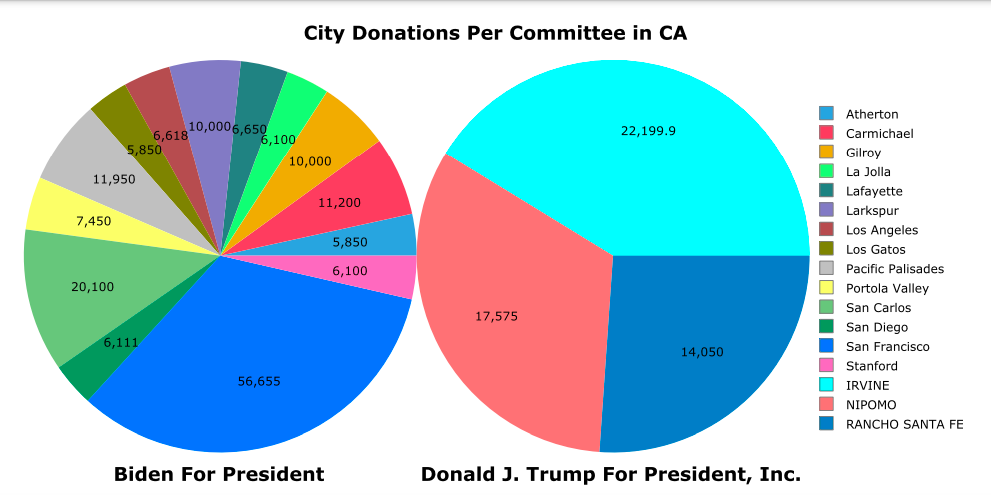 City Donations Per Committee in CA
6,618
10,000
6,650
6,100
5,850
10,000
11,950
11,200
7,450
5,850
20,100
6,100
6,111
56,655
22,199.9
17,575
14,050
Atherton
Carmichael
Gilroy
La Jolla
Lafayette
Larkspur
Los Angeles
Los Gatos
Pacific Palisades
Portola Valley
San Carlos
San Diego
San Francisco
Stanford
IRVINE
NIPOMO
RANCHO SANTA FE
Biden For President
Donald J. Trump For President, Inc.